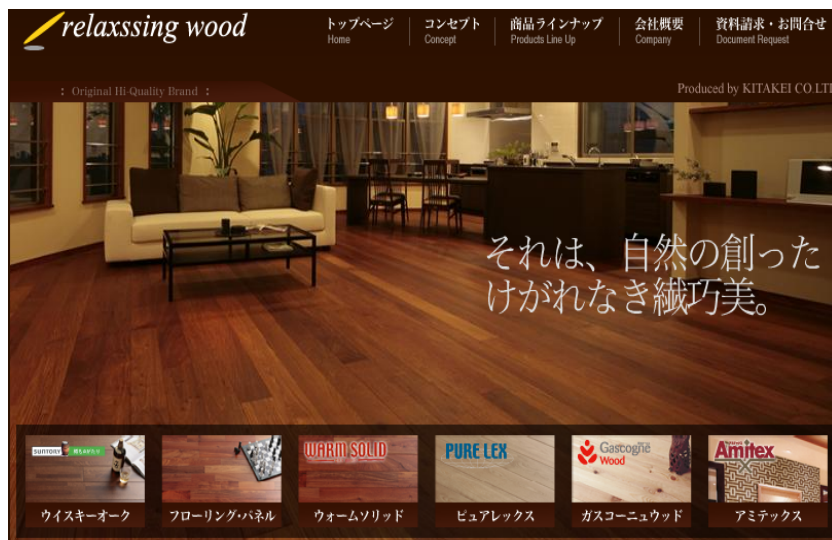 relaxssing wood
トップページ
Home
コンセプト
Concept
商品ラインナップ
Products Line Up
会社概要
Company
資料請求・お問合せ
Document Request
: Original Hi-Quality Brand :
Produced by KITAKEI CO.LT
それは、自然の創った
けがれなき繊巧美。
SUNTORY
WARM SOLID
PURE LEX
Gascogne
Wood
Amitex
ウイスキーオーク
フローリング・パネル
ウォームソリッド
ピュアレックス
ガスコーニュウッド
アミテックス